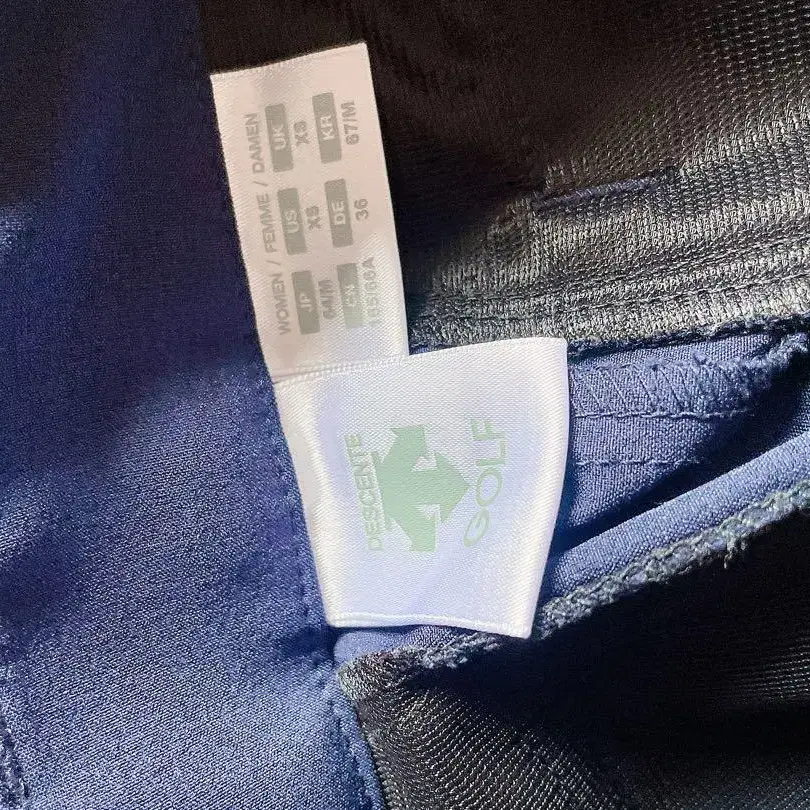 WOMEN / FEMME / DAMEN
JP US UK
64/M XS XS
CN DE KR
165/66A 36 67/M
DESCENTE
GOLF